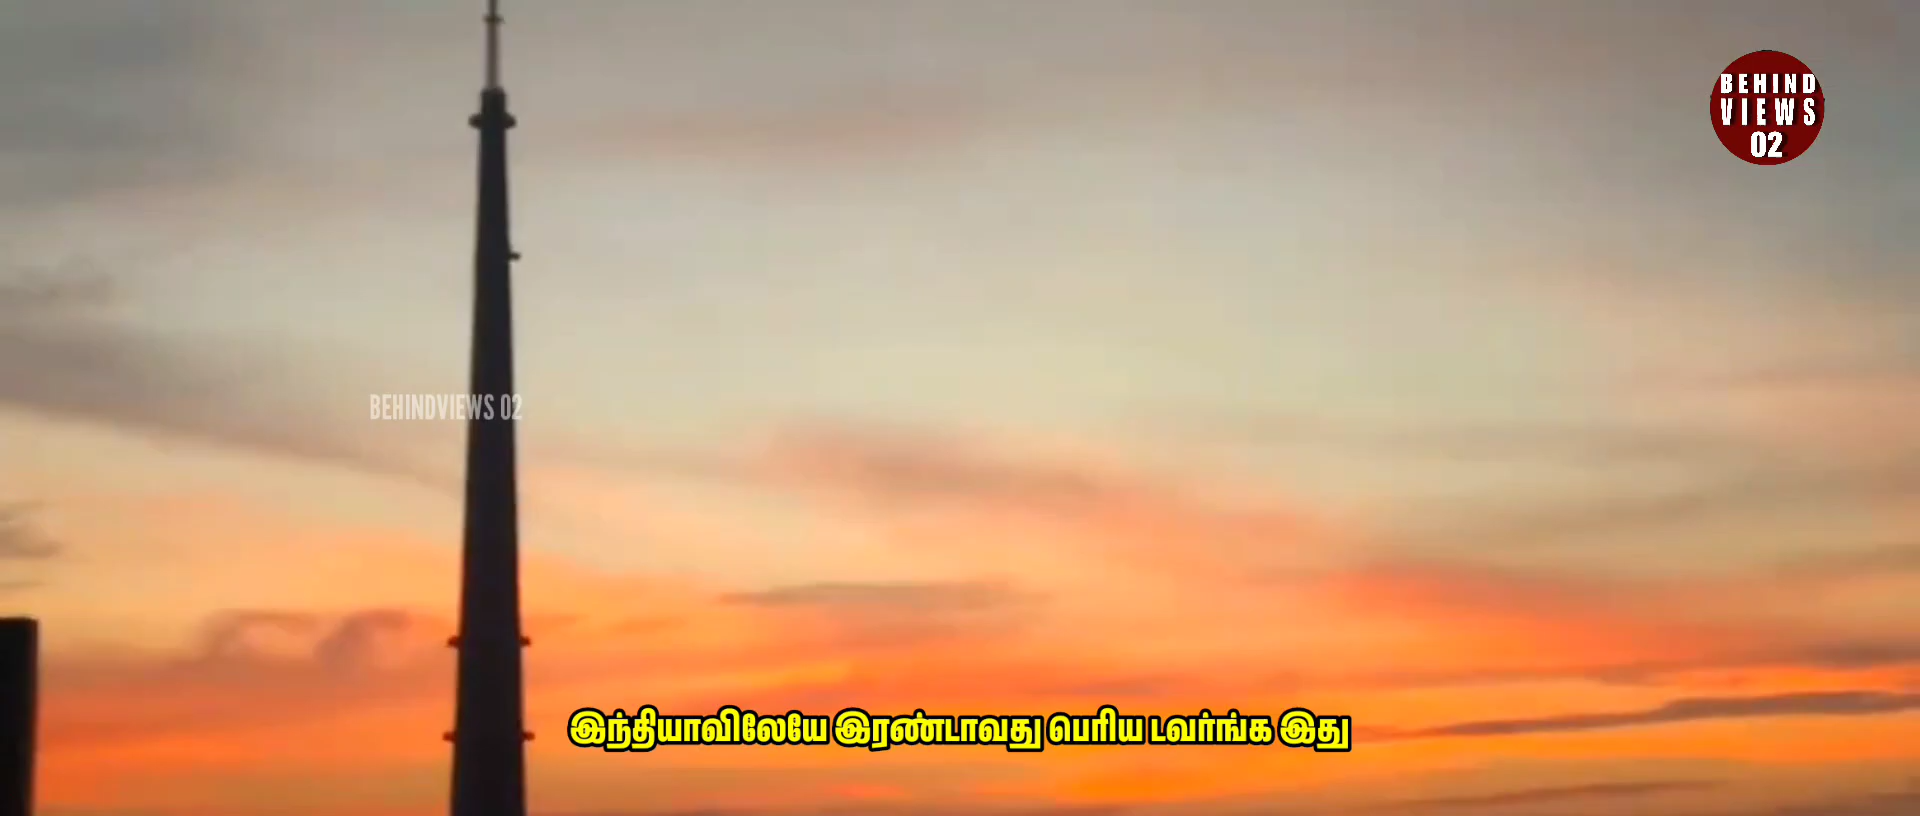 BEHIND
VIEWS
02
BEHINDVIEWS 02
இந்தியாவிலேயே இரண்டாவது பெரிய டவர்ங்க இது